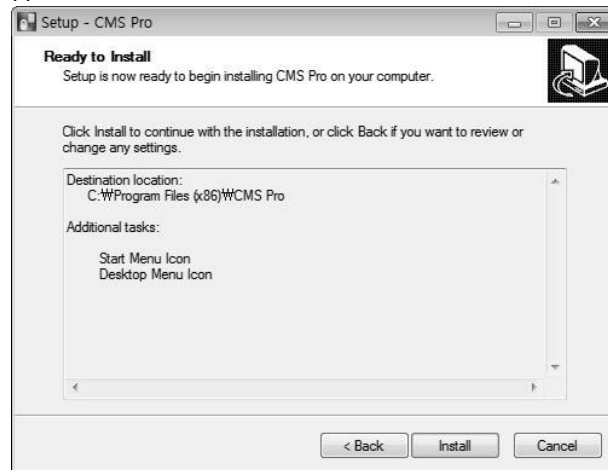 Setup - CMS Pro
Ready to Install
Setup is now ready to begin installing CMS Pro on your computer.
Click Install to continue with the installation, or click Back if you want to review or
change any settings.
Destination location:
C:₩Program Files (x86)₩CMS Pro
Additional tasks:
Start Menu Icon
Desktop Menu Icon
< Back
Install
Cancel